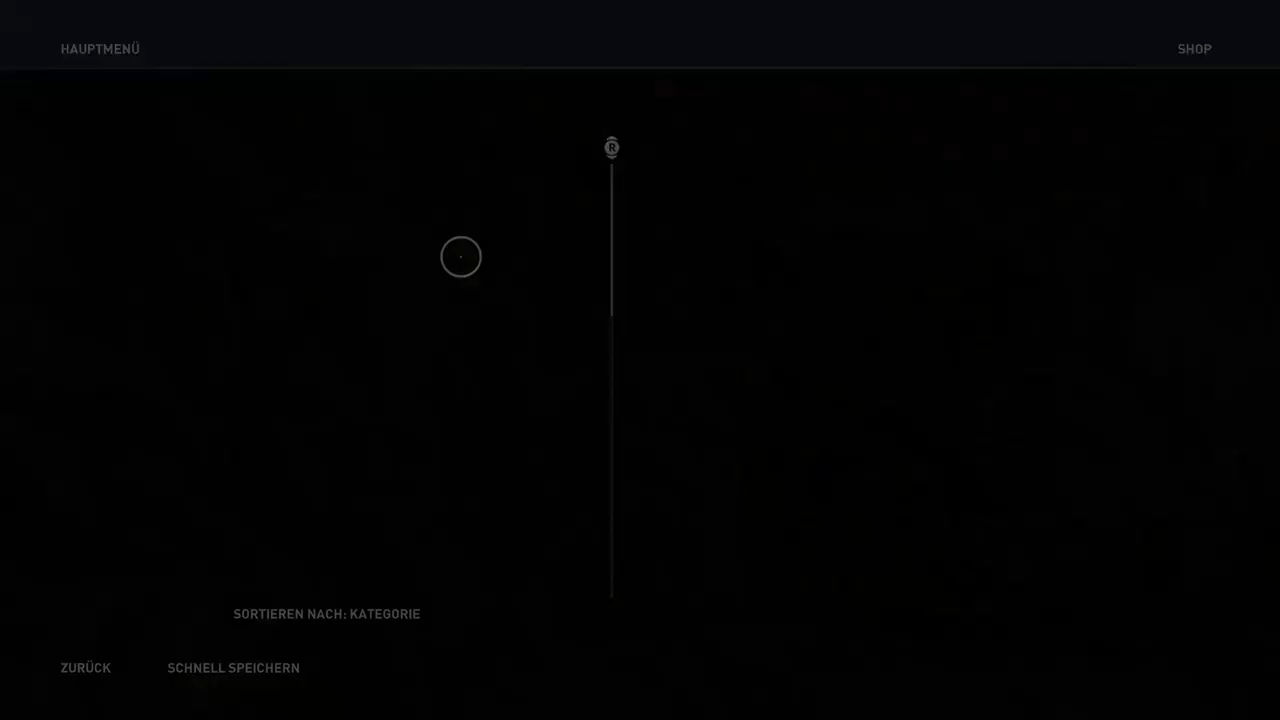 HAUPTMENÜ
SHOP
R
SORTIEREN NACH: KATEGORIE
ZURÜCK
SCHNELL SPEICHERN